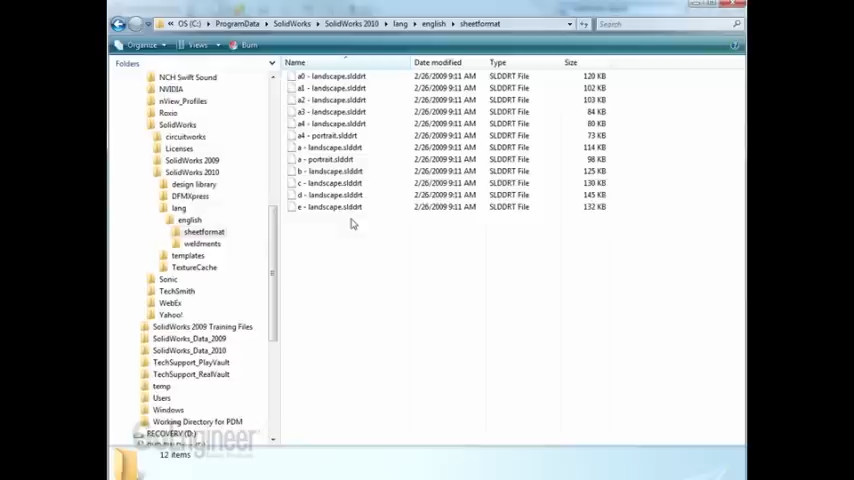 « OS (C:) ▸ ProgramData ▸ SolidWorks ▸ SolidWorks 2010 ▸ lang ▸ english ▸ sheetformat
Search
Organize Views Burn
Folders
Name Date modified Type Size
NCH Swift Sound
NVIDIA
nView_Profiles
Roxio
SolidWorks
circuitworks
Licenses
SolidWorks 2009
SolidWorks 2010
design library
DFMXpress
lang
english
sheetformat
weldments
templates
TextureCache
Sonic
TechSmith
WebEx
Yahoo!
SolidWorks 2009 Training Files
SolidWorks_Data_2009
SolidWorks_Data_2010
TechSupport_PlayVault
TechSupport_RealVault
temp
Users
Windows
Working Directory for PDM
RECOVERY (D:)
a0 - landscape.slddrt 2/26/2009 9:11 AM SLDDRT File 120 KB
a1 - landscape.slddrt 2/26/2009 9:11 AM SLDDRT File 102 KB
a2 - landscape.slddrt 2/26/2009 9:11 AM SLDDRT File 103 KB
a3 - landscape.slddrt 2/26/2009 9:11 AM SLDDRT File 84 KB
a4 - landscape.slddrt 2/26/2009 9:11 AM SLDDRT File 80 KB
a4 - portrait.slddrt 2/26/2009 9:11 AM SLDDRT File 73 KB
a - landscape.slddrt 2/26/2009 9:11 AM SLDDRT File 114 KB
a - portrait.slddrt 2/26/2009 9:11 AM SLDDRT File 98 KB
b - landscape.slddrt 2/26/2009 9:11 AM SLDDRT File 125 KB
c - landscape.slddrt 2/26/2009 9:11 AM SLDDRT File 130 KB
d - landscape.slddrt 2/26/2009 9:11 AM SLDDRT File 145 KB
e - landscape.slddrt 2/26/2009 9:11 AM SLDDRT File 132 KB
12 items